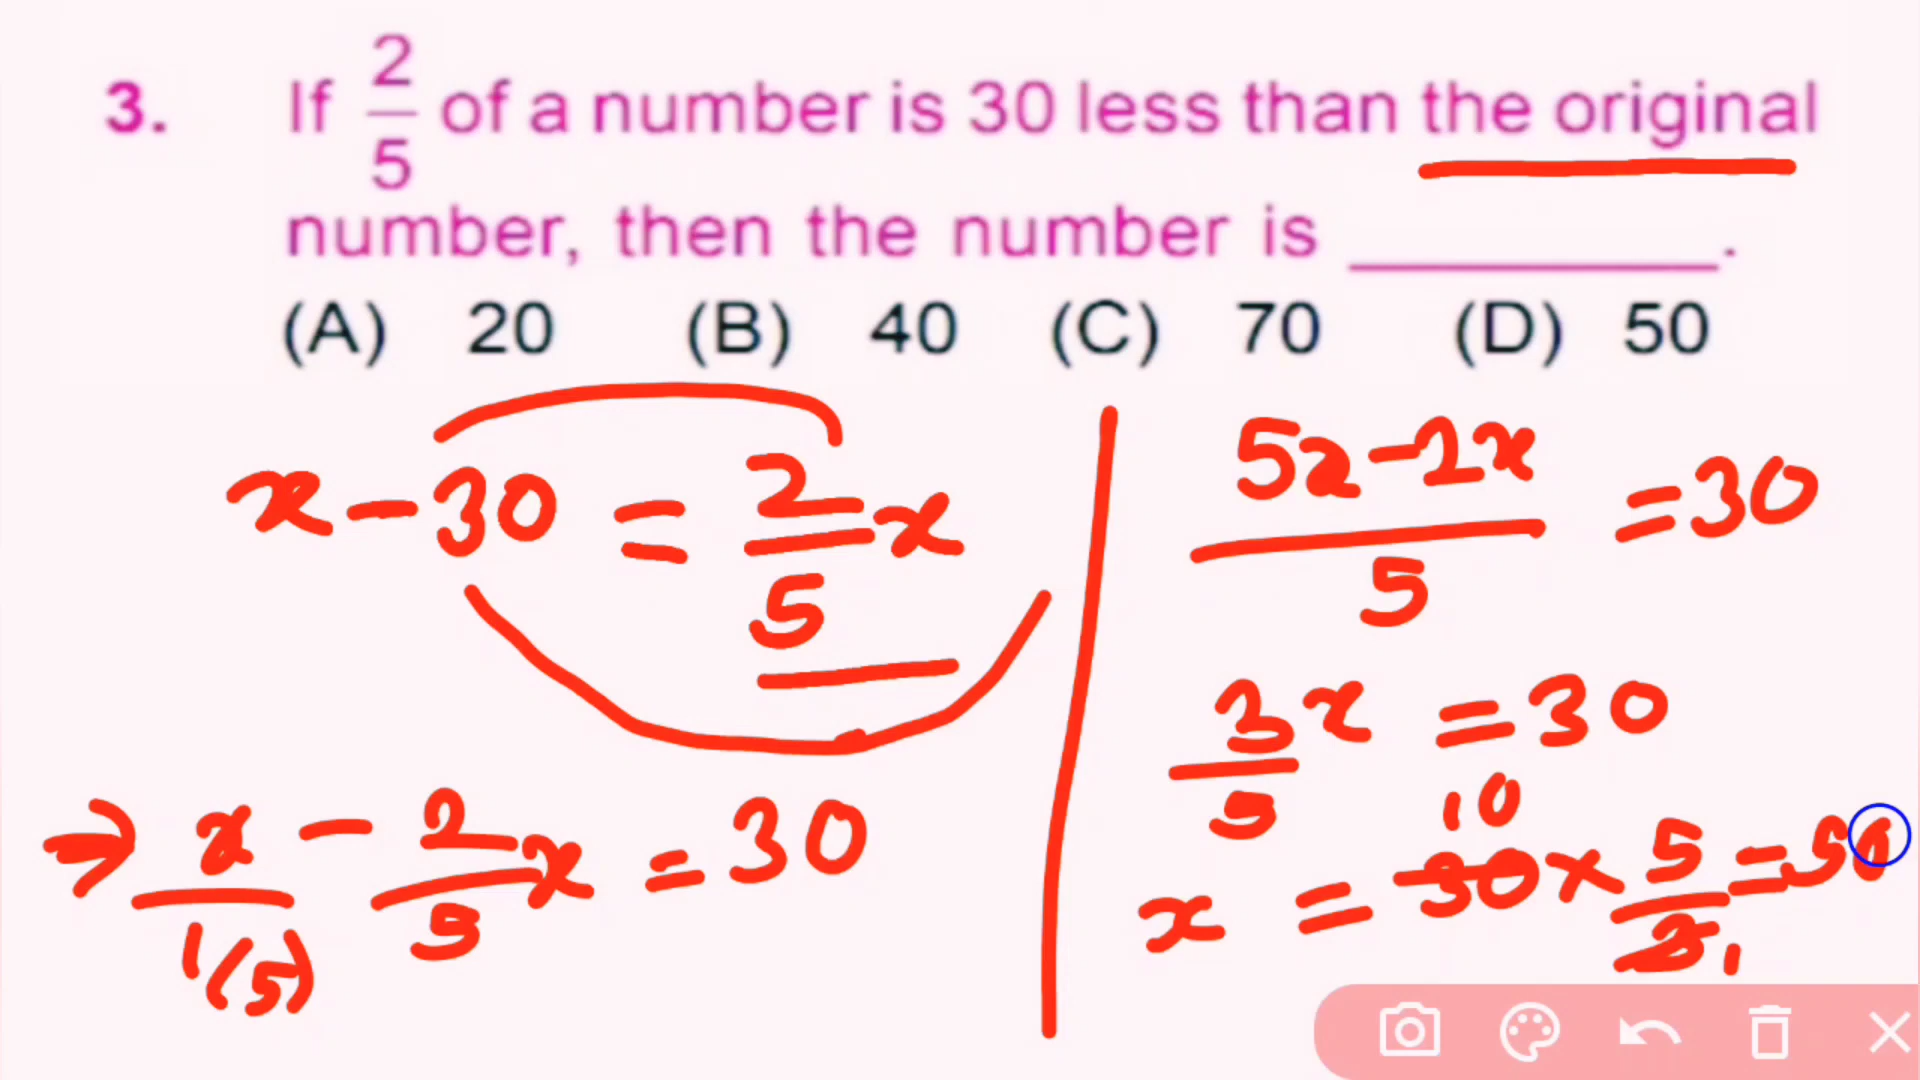 3. If 2/5 of a number is 30 less than the original
number, then the number is ________.
(A) 20 (B) 40 (C) 70 (D) 50
x - 30 = 2/5 x
→ x/1(5) - 2/5 x = 30
5x - 2x / 5 = 30
3/5 x = 30
10
x = 30 × 5/3 = 50
1